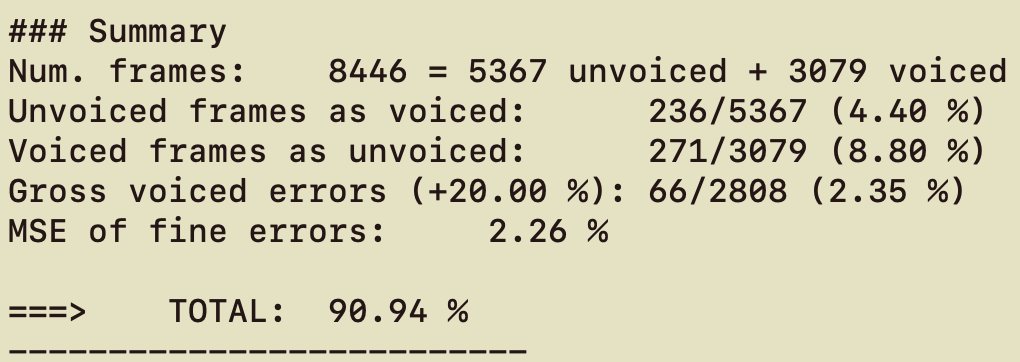 ### Summary
Num. frames:    8446 = 5367 unvoiced + 3079 voiced
Unvoiced frames as voiced:      236/5367 (4.40 %)
Voiced frames as unvoiced:      271/3079 (8.80 %)
Gross voiced errors (+20.00 %): 66/2808 (2.35 %)
MSE of fine errors:     2.26 %
===>    TOTAL:  90.94 %
--------------------------